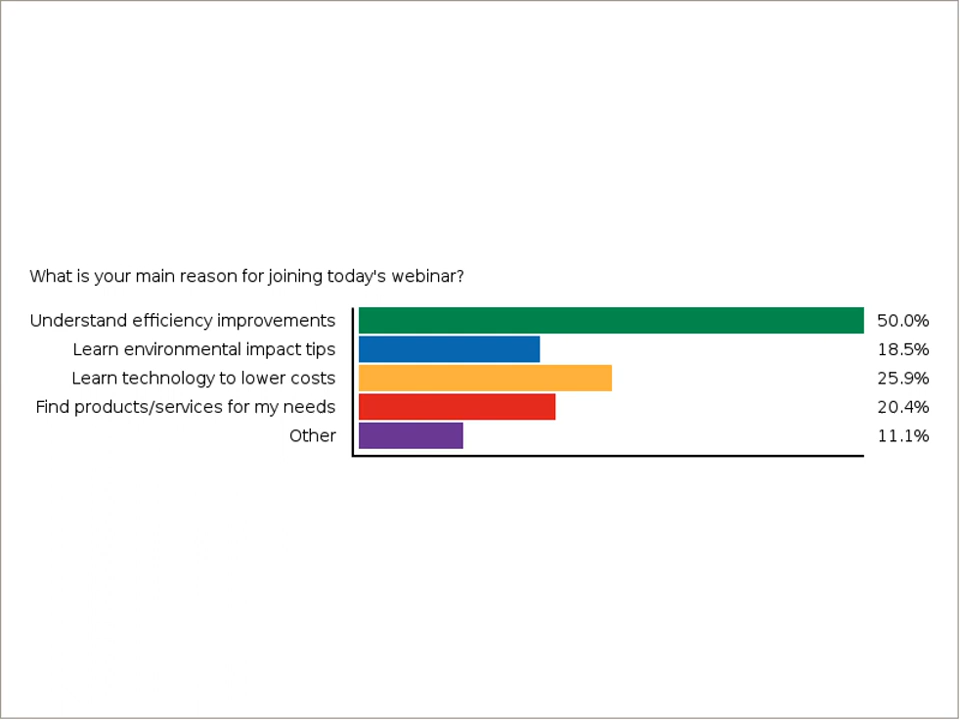 What is your main reason for joining today's webinar?
Understand efficiency improvements 50.0%
Learn environmental impact tips 18.5%
Learn technology to lower costs 25.9%
Find products/services for my needs 20.4%
Other 11.1%